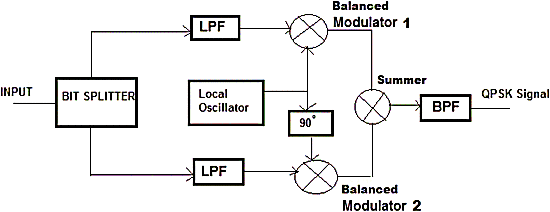 Balanced
Modulator 1
LPF
INPUT
BIT SPLITTER
Local
Oscillator
Summer
BPF
QPSK Signal
90°
LPF
Balanced
Modulator 2